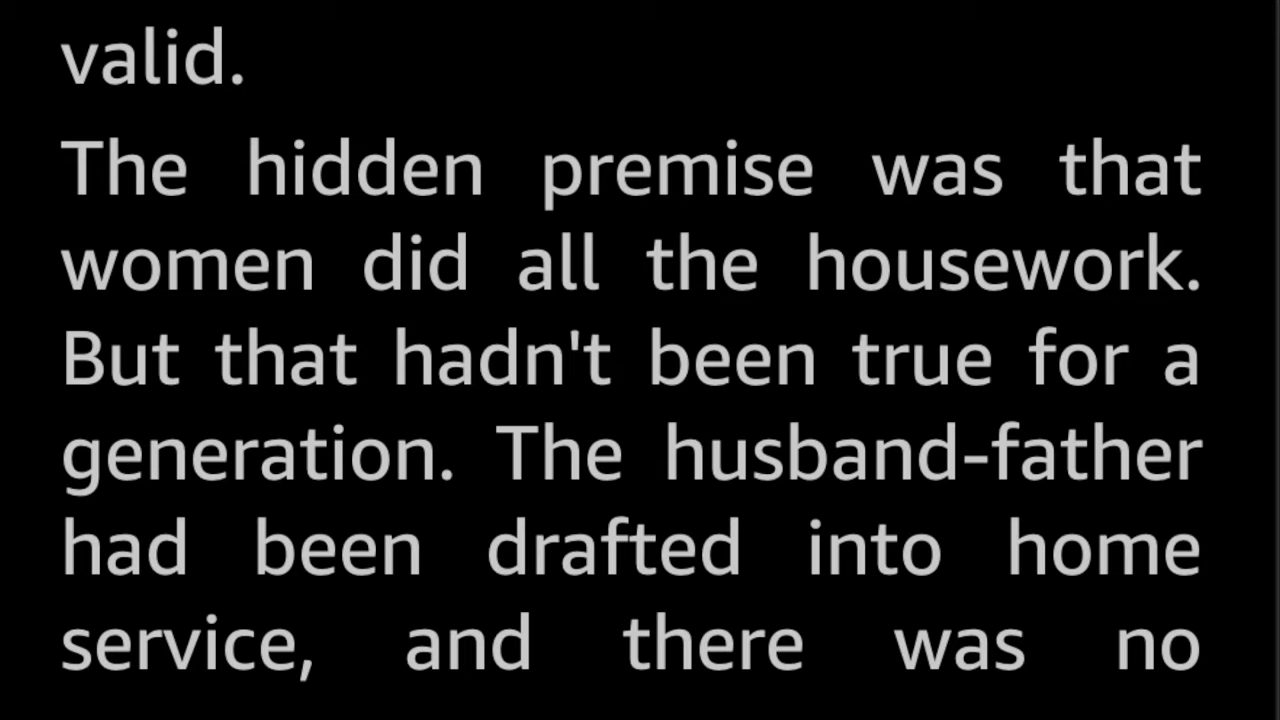 valid.
The hidden premise was that
women did all the housework.
But that hadn't been true for a
generation. The husband-father
had been drafted into home
service, and there was no